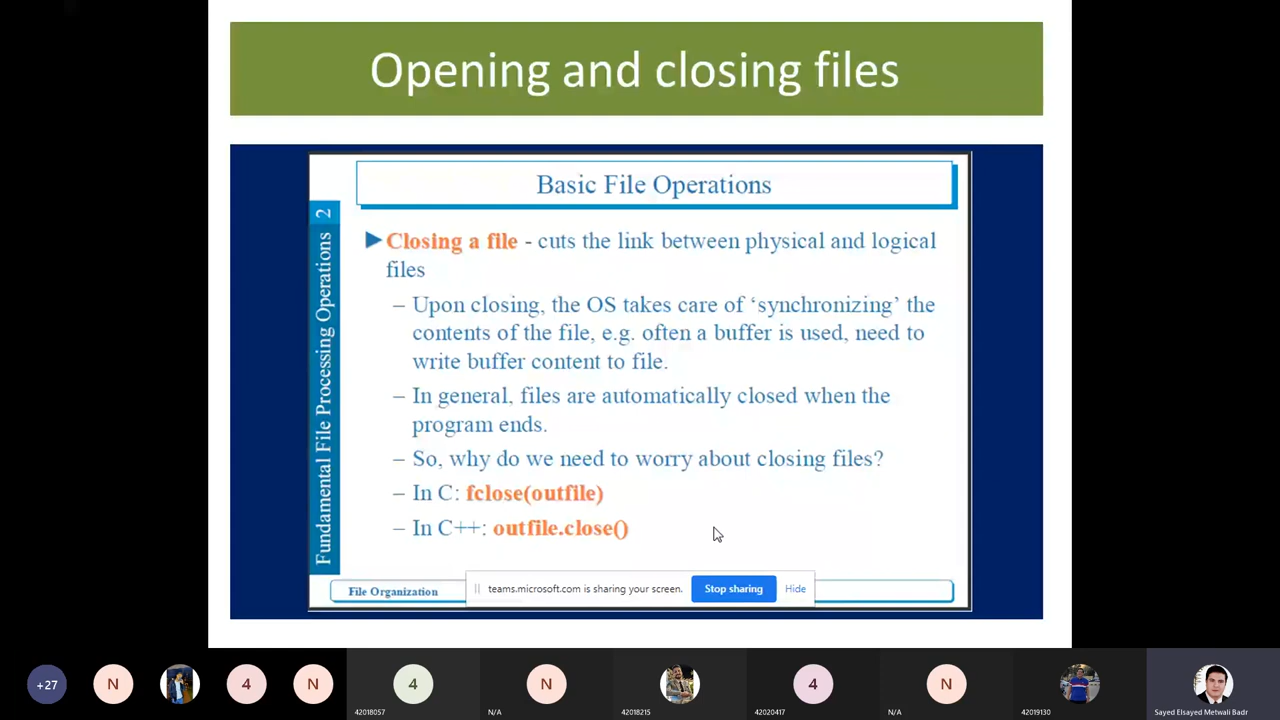 Opening and closing files
Basic File Operations
Fundamental File Processing Operations 2
Closing a file - cuts the link between physical and logical
files
– Upon closing, the OS takes care of ‘synchronizing’ the
contents of the file, e.g. often a buffer is used, need to
write buffer content to file.
– In general, files are automatically closed when the
program ends.
– So, why do we need to worry about closing files?
– In C: fclose(outfile)
– In C++: outfile.close()
File Organization
teams.microsoft.com is sharing your screen. Stop sharing Hide
+27 N 4 N 4 N 4 N
42018057 N/A 42018215 42020417 N/A 42019130 Sayed Elsayed Metwali Badr